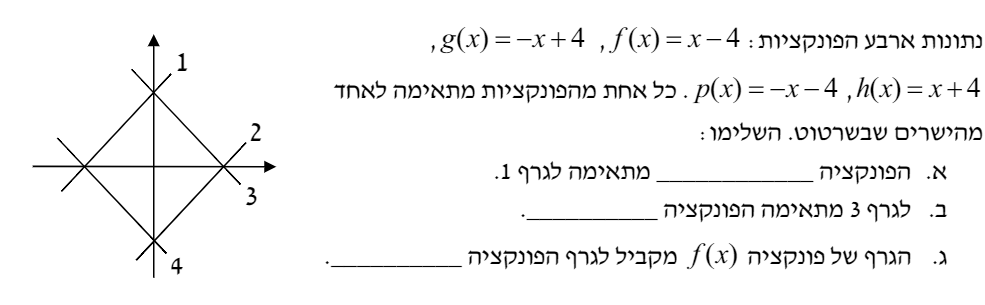 נתונות ארבע הפונקציות: f(x) = x − 4 , g(x) = −x + 4 ,
h(x) = x + 4 , p(x) = −x − 4 . כל אחת מהפונקציות מתאימה לאחד
מהישרים שבשרטוט. השלימו:
א. הפונקציה ____________ מתאימה לגרף 1.
ב. לגרף 3 מתאימה הפונקציה __________.
ג. הגרף של פונקציה f(x) מקביל לגרף הפונקציה __________.
1
2
3
4